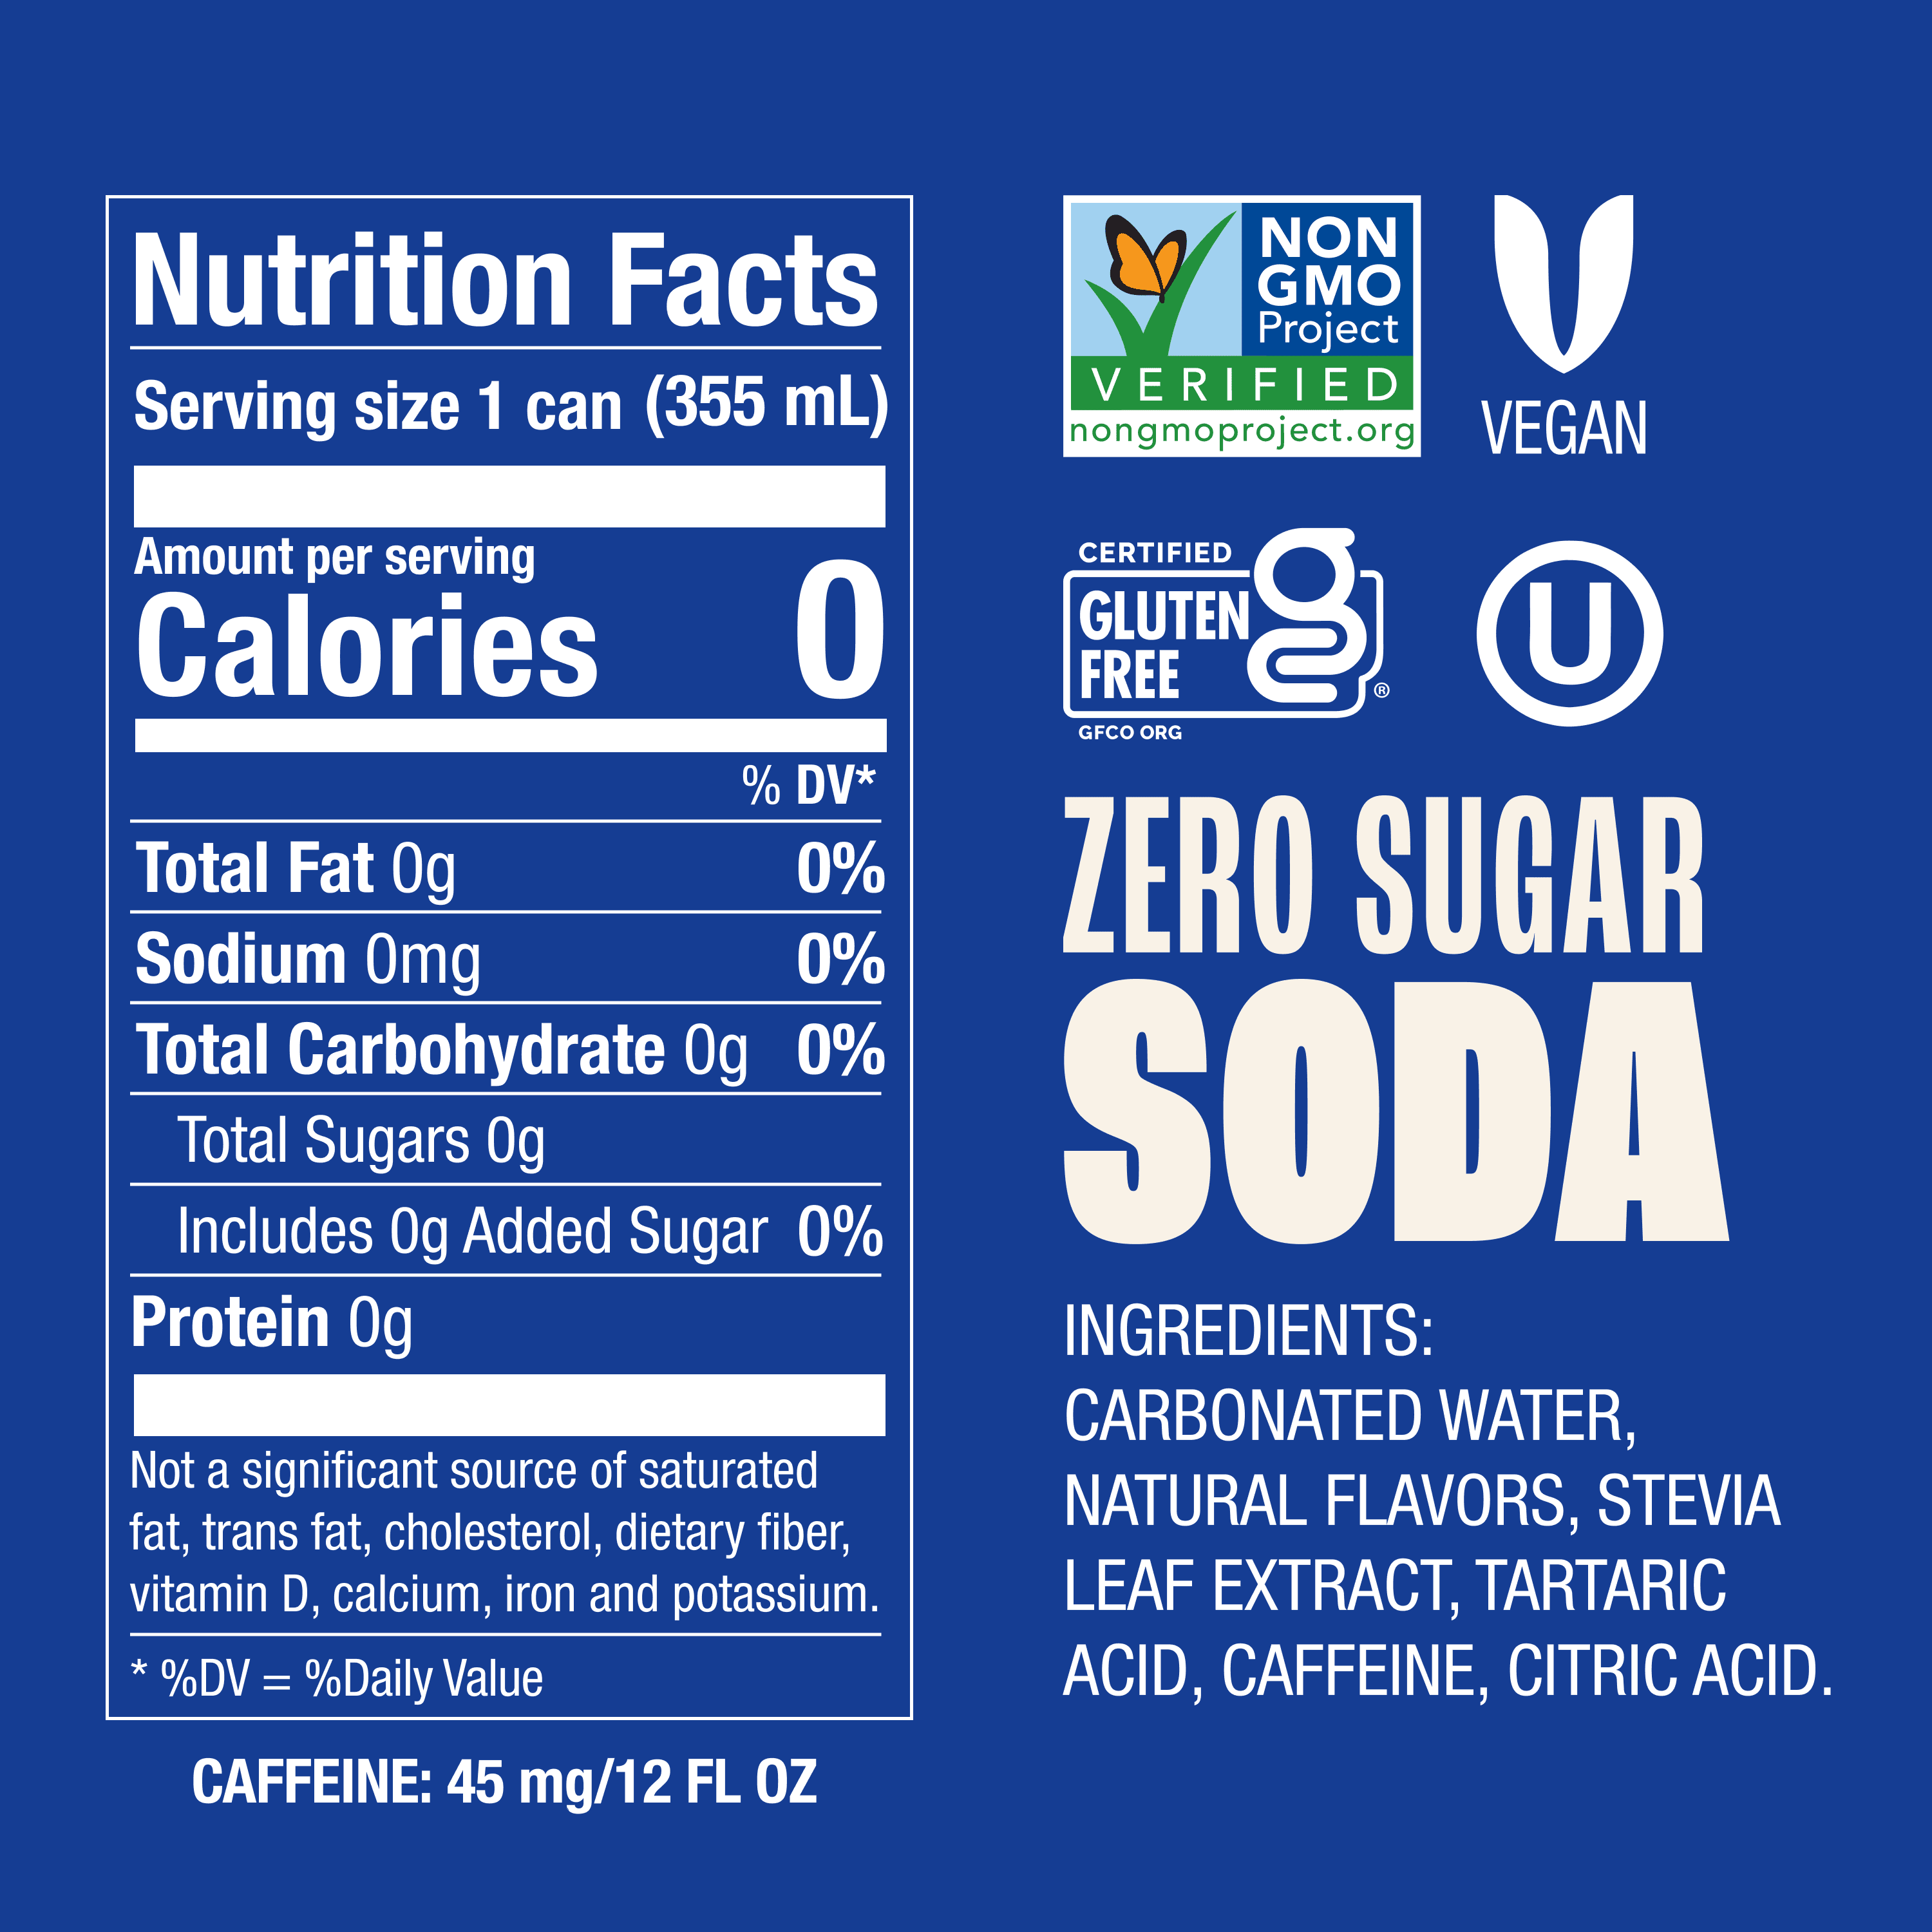 Nutrition Facts
Serving size 1 can (355 mL)
Amount per serving
Calories 0
% DV*
Total Fat 0g 0%
Sodium 0mg 0%
Total Carbohydrate 0g 0%
Total Sugars 0g
Includes 0g Added Sugar 0%
Protein 0g
Not a significant source of saturated
fat, trans fat, cholesterol, dietary fiber,
vitamin D, calcium, iron and potassium.
* %DV = %Daily Value
CAFFEINE: 45 mg/12 FL OZ
NON
GMO
Project
VERIFIED
nongmoproject.org
VEGAN
CERTIFIED
GLUTEN
FREE
g
®
GFCO ORG
U
ZERO SUGAR
SODA
INGREDIENTS:
CARBONATED WATER,
NATURAL FLAVORS, STEVIA
LEAF EXTRACT, TARTARIC
ACID, CAFFEINE, CITRIC ACID.